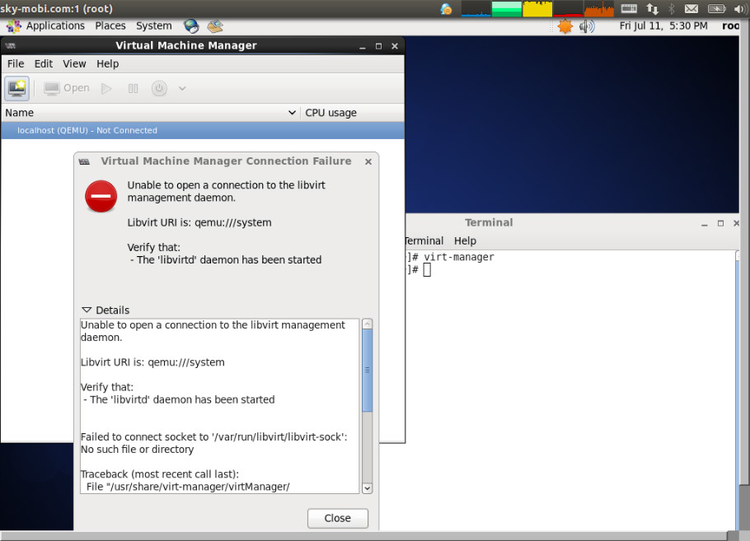 sky-mobi.com:1 (root)
Applications Places System
Fri Jul 11, 5:30 PM roo
Virtual Machine Manager
File Edit View Help
Open
Name CPU usage
localhost (QEMU) - Not Connected
Virtual Machine Manager Connection Failure
Unable to open a connection to the libvirt
management daemon.
Libvirt URI is: qemu:///system
Verify that:
- The 'libvirtd' daemon has been started
Details
Unable to open a connection to the libvirt management
daemon.
Libvirt URI is: qemu:///system
Verify that:
- The 'libvirtd' daemon has been started
Failed to connect socket to '/var/run/libvirt/libvirt-sock':
No such file or directory
Traceback (most recent call last):
File "/usr/share/virt-manager/virtManager/
Close
Terminal
Terminal Help
]# virt-manager
]#